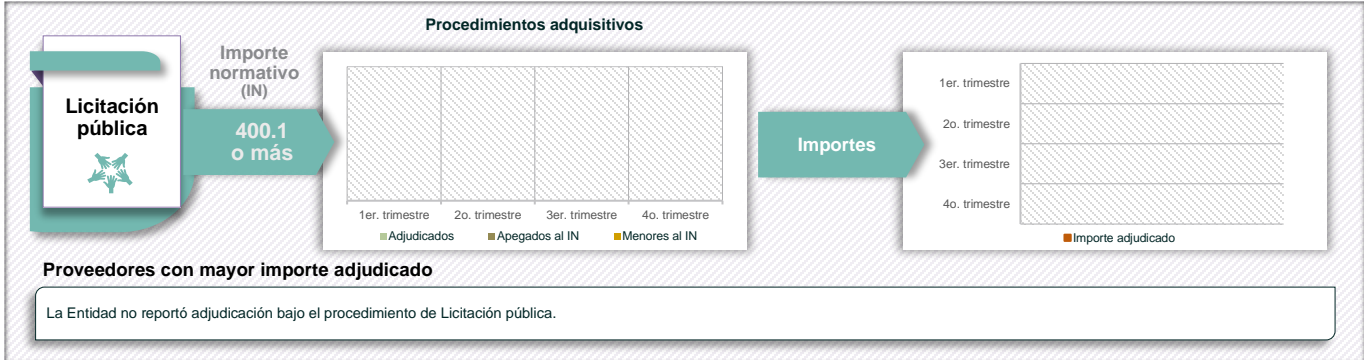 Procedimientos adquisitivos
Licitación
pública
Importe
normativo
(IN)
400.1
o más
1er. trimestre 2o. trimestre 3er. trimestre 4o. trimestre
Adjudicados Apegados al IN Menores al IN
Importes
1er. trimestre
2o. trimestre
3er. trimestre
4o. trimestre
Importe adjudicado
Proveedores con mayor importe adjudicado
La Entidad no reportó adjudicación bajo el procedimiento de Licitación pública.